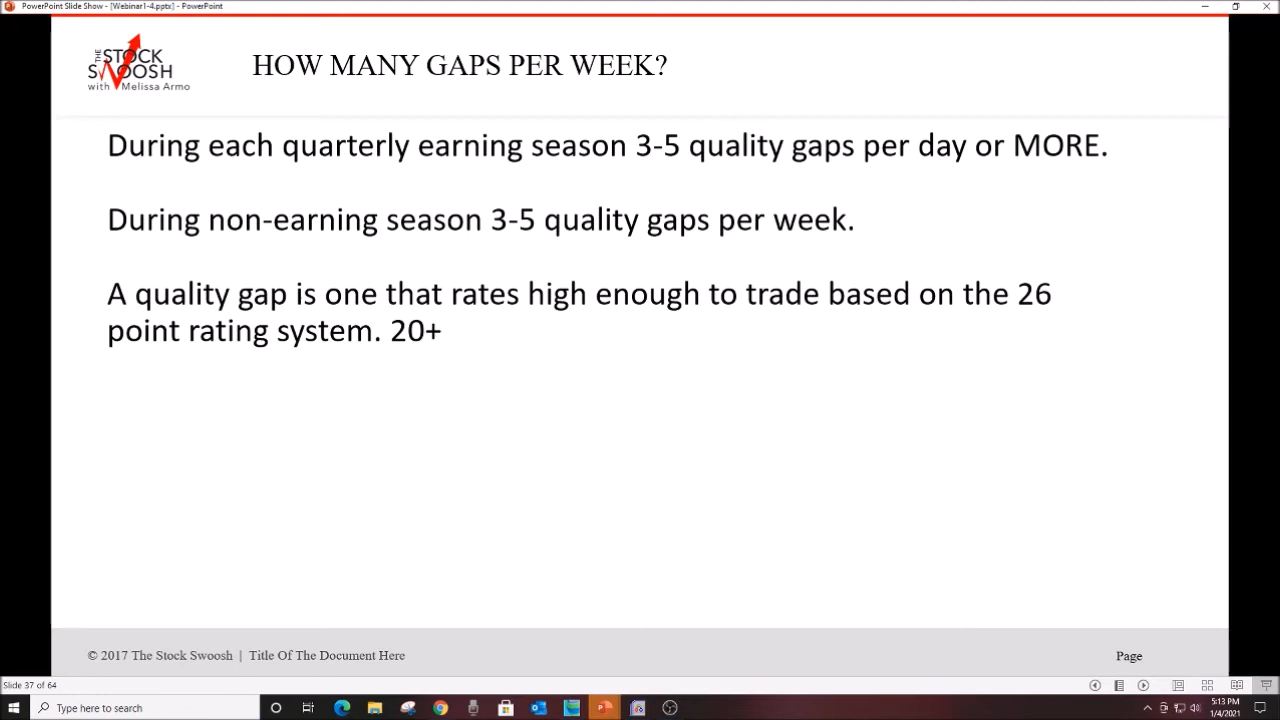 PowerPoint Slide Show - [Webinar1-4.pptx] - PowerPoint
THE
STOCK
SWOOSH
with Melissa Armo
HOW MANY GAPS PER WEEK?
During each quarterly earning season 3-5 quality gaps per day or MORE.
During non-earning season 3-5 quality gaps per week.
A quality gap is one that rates high enough to trade based on the 26
point rating system. 20+
© 2017 The Stock Swoosh | Title Of The Document Here
Page
Slide 37 of 64
Type here to search
5:13 PM
1/4/2021